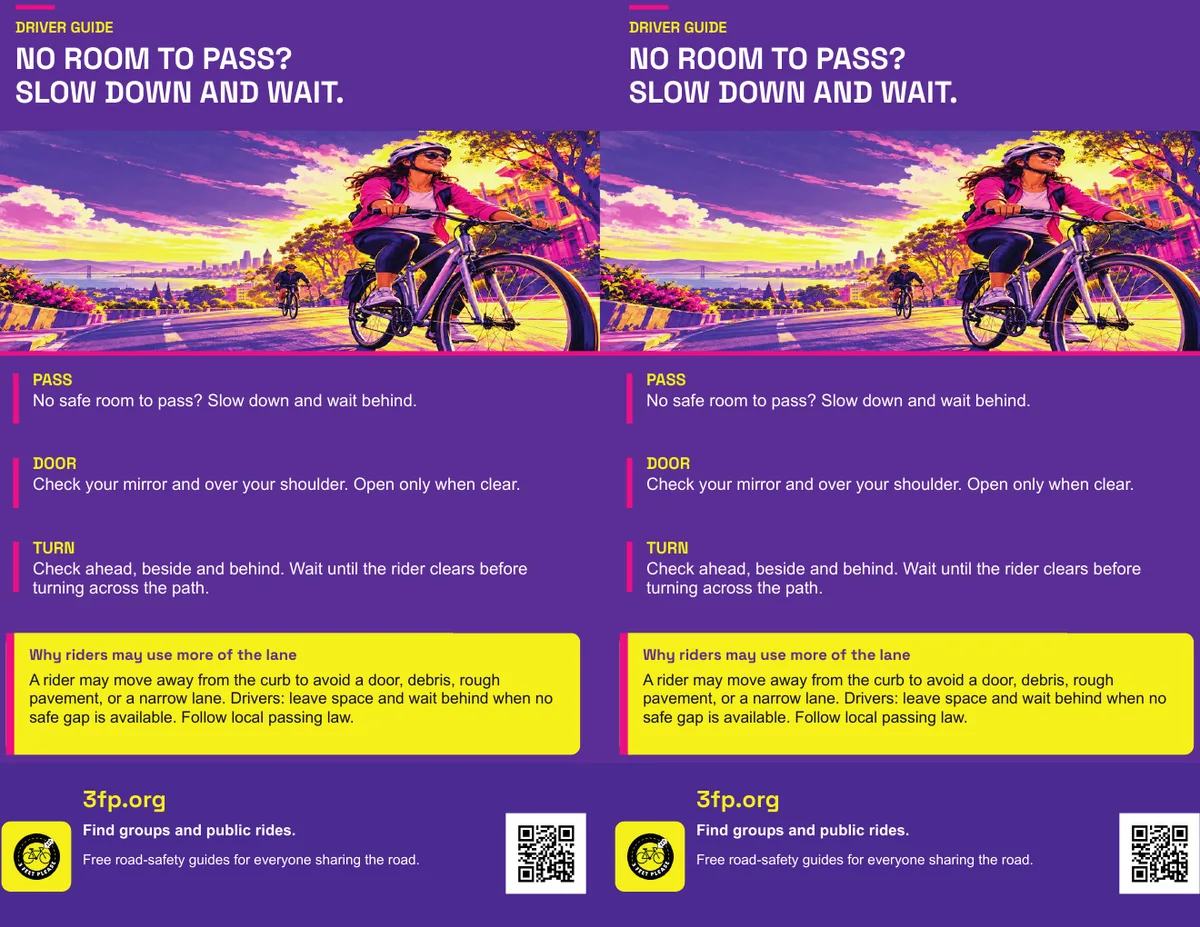 DRIVER GUIDE
NO ROOM TO PASS?
SLOW DOWN AND WAIT.
PASS
No safe room to pass? Slow down and wait behind.
DOOR
Check your mirror and over your shoulder. Open only when clear.
TURN
Check ahead, beside and behind. Wait until the rider clears before
turning across the path.
Why riders may use more of the lane
A rider may move away from the curb to avoid a door, debris, rough
pavement, or a narrow lane. Drivers: leave space and wait behind when no
safe gap is available. Follow local passing law.
3fp.org
Find groups and public rides.
Free road-safety guides for everyone sharing the road.
3 FEET PLEASE
DRIVER GUIDE
NO ROOM TO PASS?
SLOW DOWN AND WAIT.
PASS
No safe room to pass? Slow down and wait behind.
DOOR
Check your mirror and over your shoulder. Open only when clear.
TURN
Check ahead, beside and behind. Wait until the rider clears before
turning across the path.
Why riders may use more of the lane
A rider may move away from the curb to avoid a door, debris, rough
pavement, or a narrow lane. Drivers: leave space and wait behind when no
safe gap is available. Follow local passing law.
3fp.org
Find groups and public rides.
Free road-safety guides for everyone sharing the road.
3 FEET PLEASE